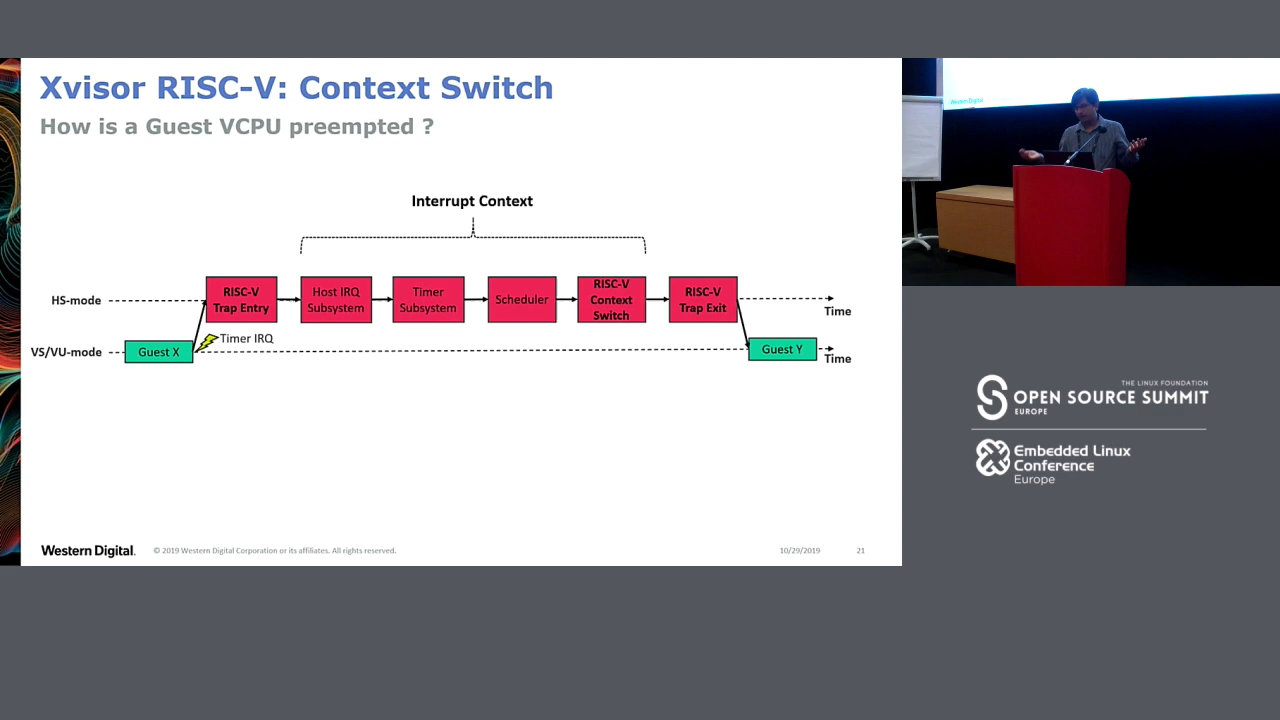 Xvisor RISC-V: Context Switch
How is a Guest VCPU preempted ?
Interrupt Context
HS-mode
RISC-V
Trap Entry
Host IRQ
Subsystem
Timer
Subsystem
Scheduler
RISC-V
Context
Switch
RISC-V
Trap Exit
Time
VS/VU-mode
Guest X
Timer IRQ
Guest Y
Time
Western Digital.
© 2019 Western Digital Corporation or its affiliates. All rights reserved.
10/29/2019
21
Western Digital
THE LINUX FOUNDATION
OPEN SOURCE SUMMIT
EUROPE
Embedded Linux
Conference
Europe